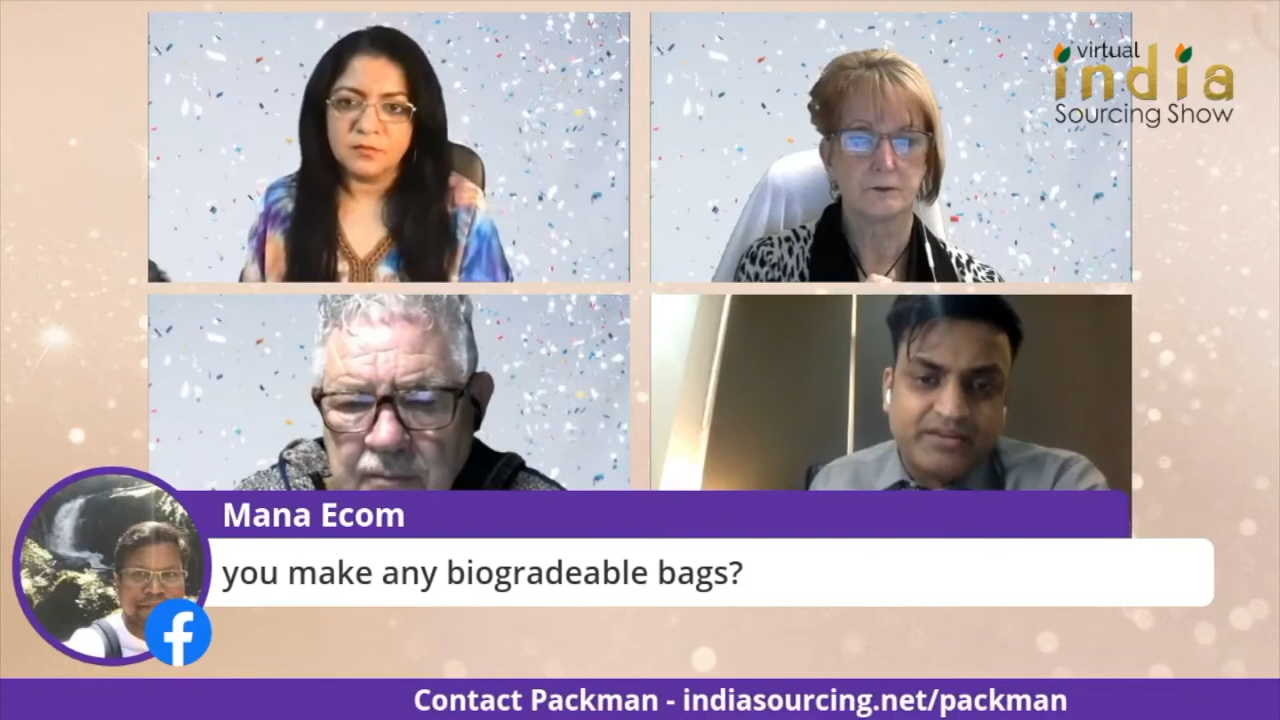 virtual
india
Sourcing Show
Mana Ecom
you make any biogradeable bags?
Contact Packman - indiasourcing.net/packman